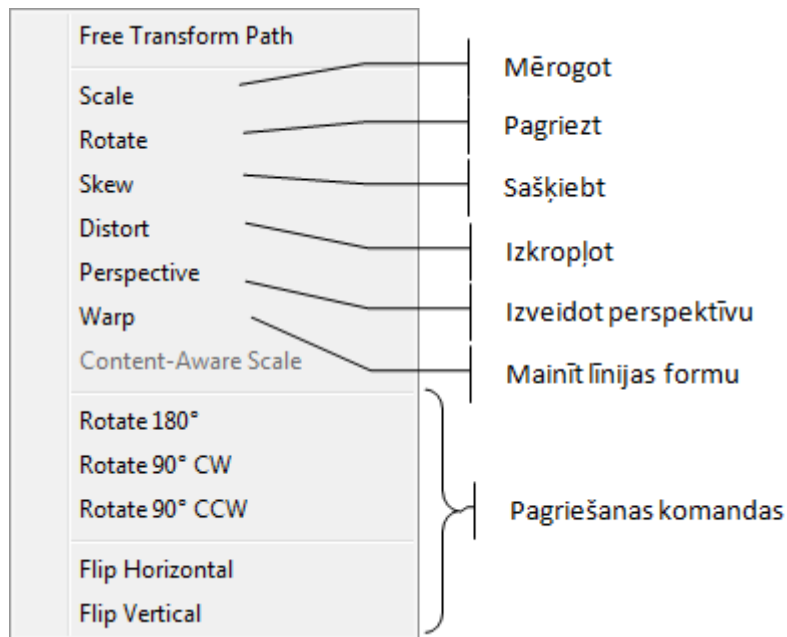 Free Transform Path
Scale
Rotate
Skew
Distort
Perspective
Warp
Content-Aware Scale
Rotate 180°
Rotate 90° CW
Rotate 90° CCW
Flip Horizontal
Flip Vertical
Mērogot
Pagriezt
Sašķiebt
Izkropļot
Izveidot perspektīvu
Mainīt līnijas formu
Pagriešanas komandas